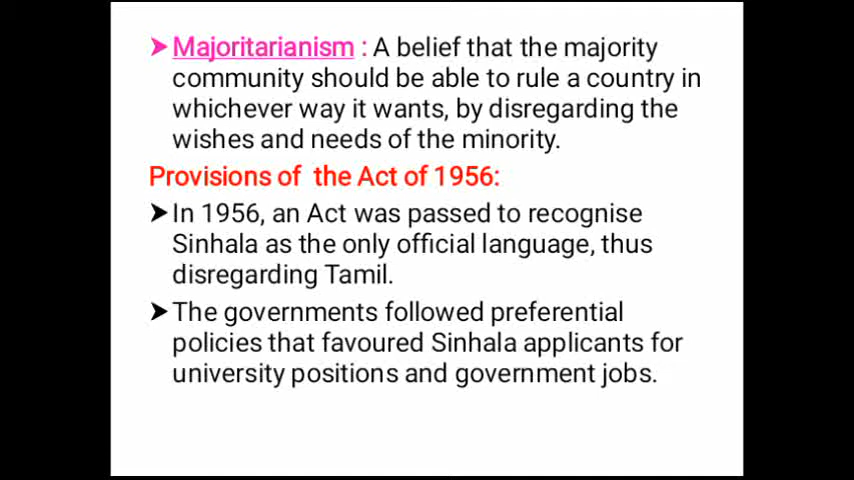 ➤ Majoritarianism : A belief that the majority
community should be able to rule a country in
whichever way it wants, by disregarding the
wishes and needs of the minority.
Provisions of the Act of 1956:
➤ In 1956, an Act was passed to recognise
Sinhala as the only official language, thus
disregarding Tamil.
➤ The governments followed preferential
policies that favoured Sinhala applicants for
university positions and government jobs.